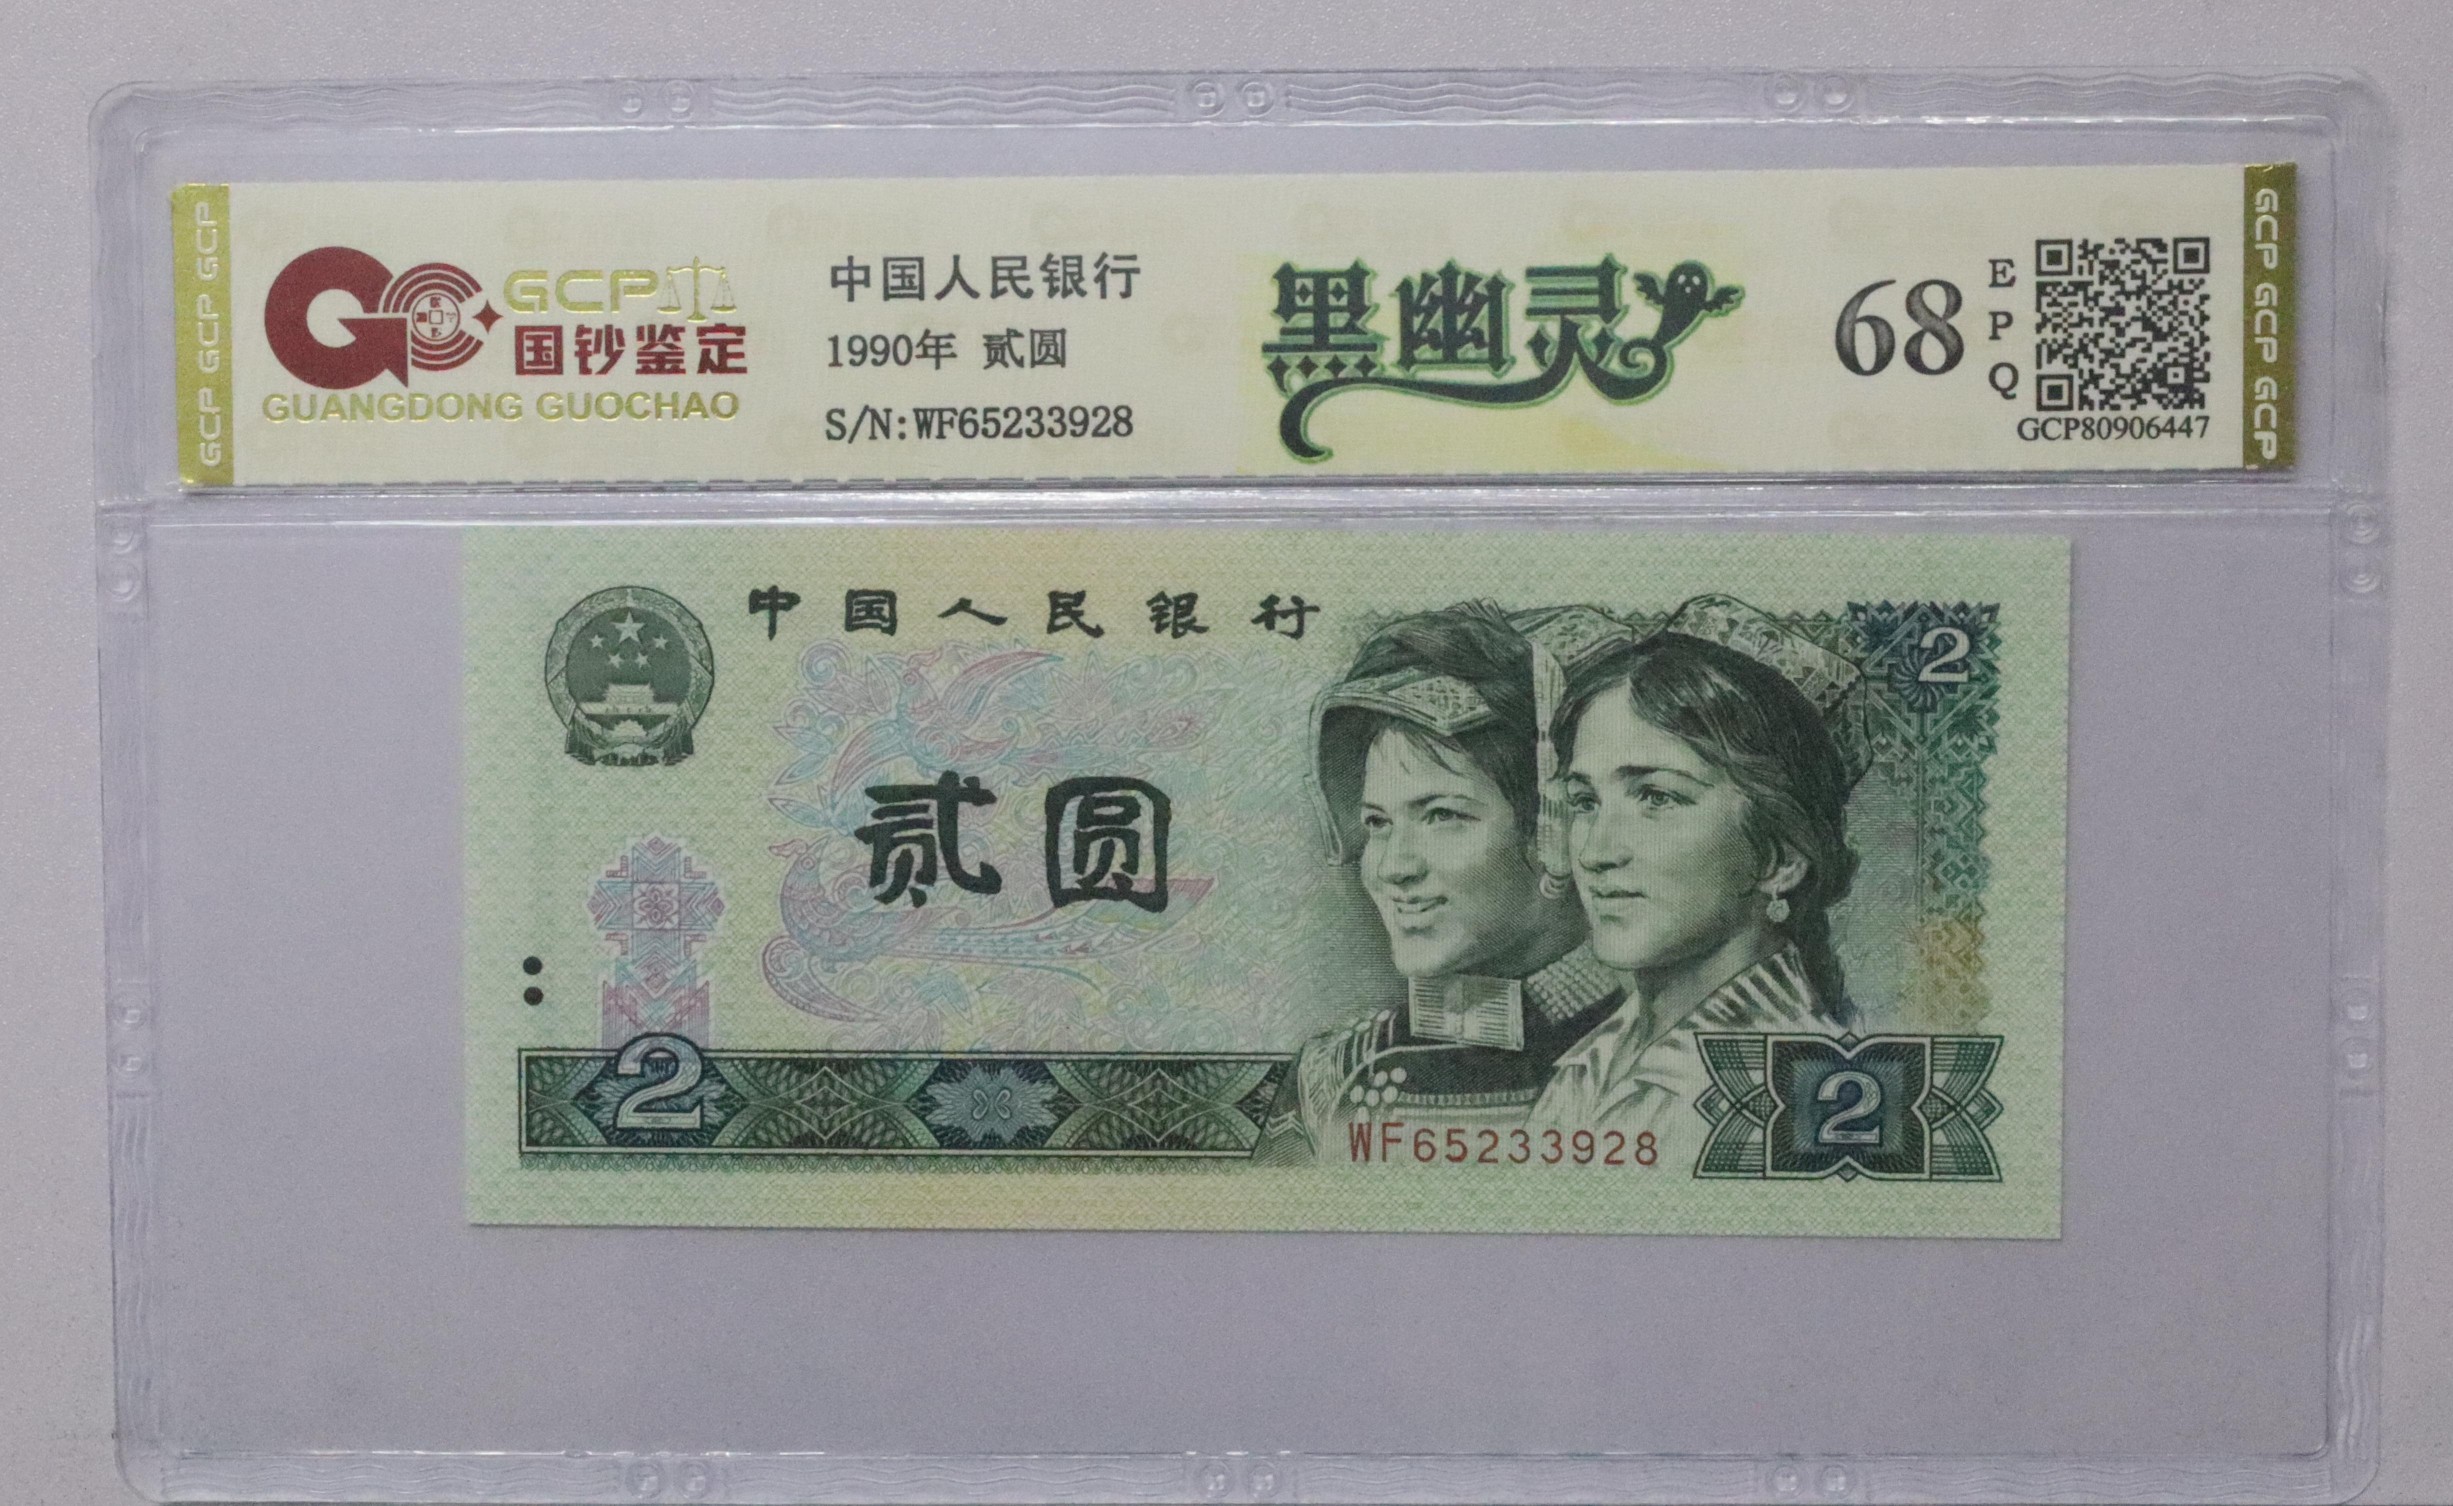 GCP GCP GCP
GCP
国钞鉴定
GUANGDONG GUOCHAO
中国人民银行
1990年 贰圆
S/N:WF65233928
黑幽灵
68
EPQ
GCP80906447
GCP GCP GCP
中国人民银行
2
贰圆
2
WF65233928
2